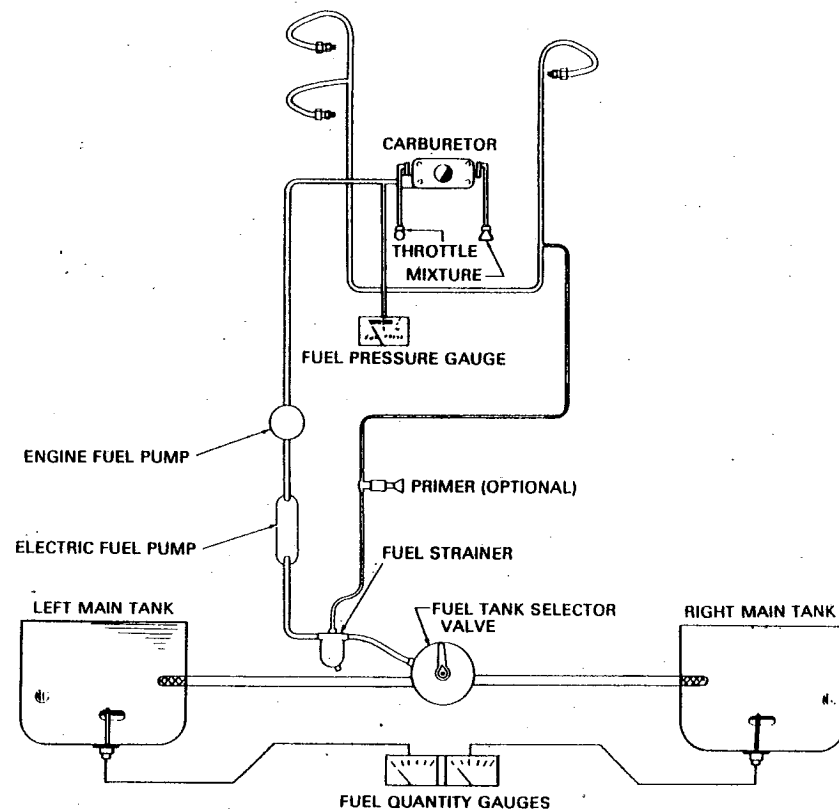 CARBURETOR
THROTTLE
MIXTURE
FUEL PRESSURE GAUGE
ENGINE FUEL PUMP
PRIMER (OPTIONAL)
ELECTRIC FUEL PUMP
FUEL STRAINER
LEFT MAIN TANK
FUEL TANK SELECTOR
VALVE
RIGHT MAIN TANK
FUEL QUANTITY GAUGES